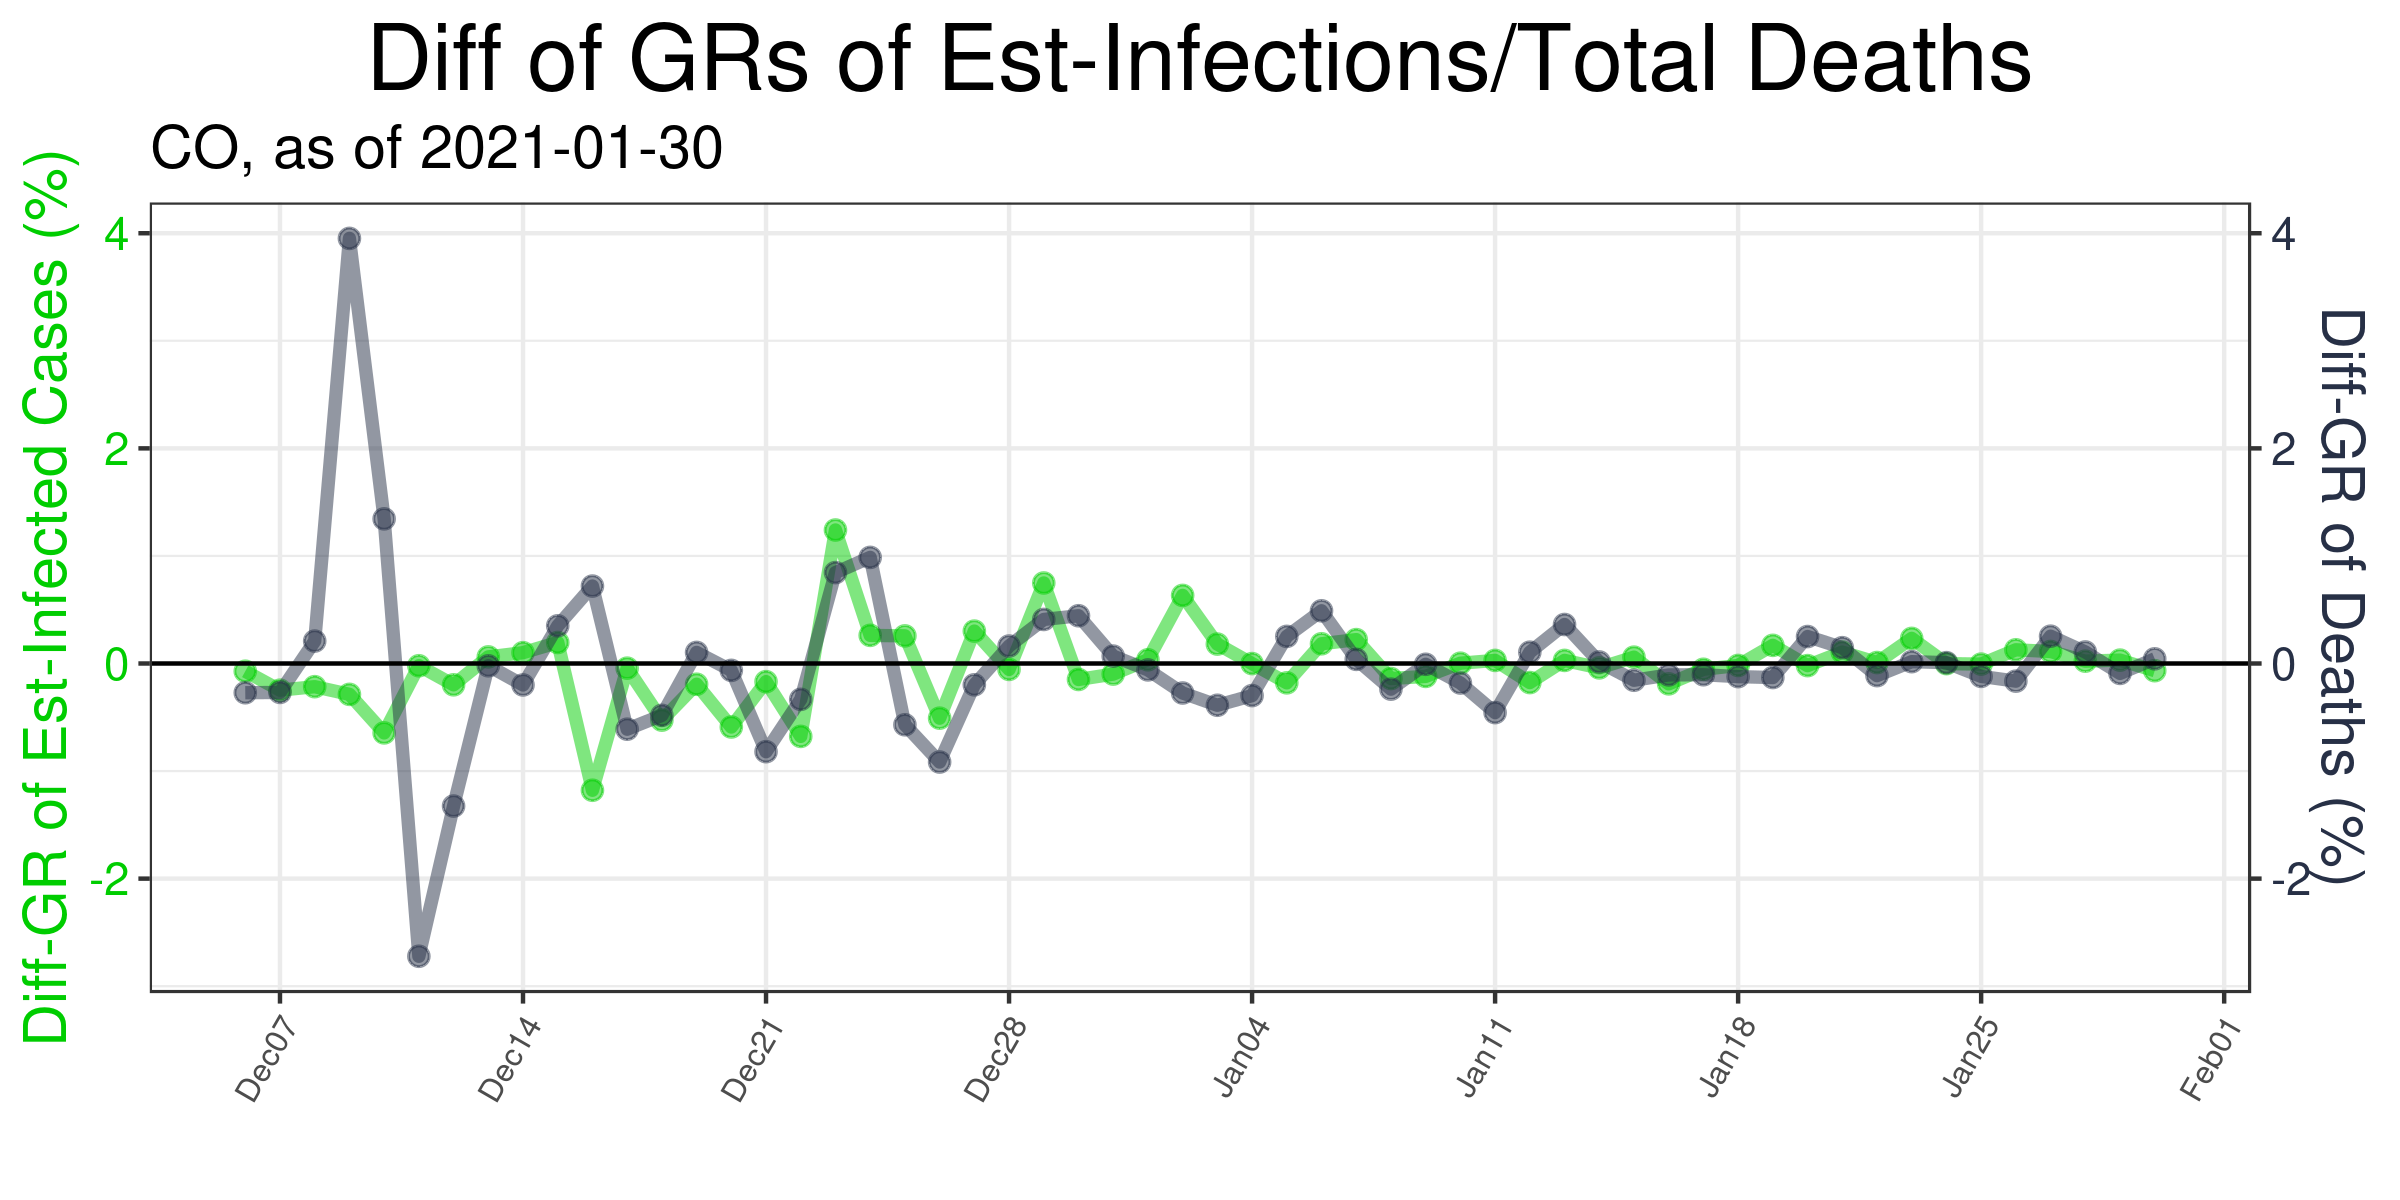 Diff of GRs of Est-Infections/Total Deaths
CO, as of 2021-01-30
Diff-GR of Est-Infected Cases (%)
4
2
0
-2
4
2
0
-2
Diff-GR of Deaths (%)
Dec07
Dec14
Dec21
Dec28
Jan04
Jan11
Jan18
Jan25
Feb01